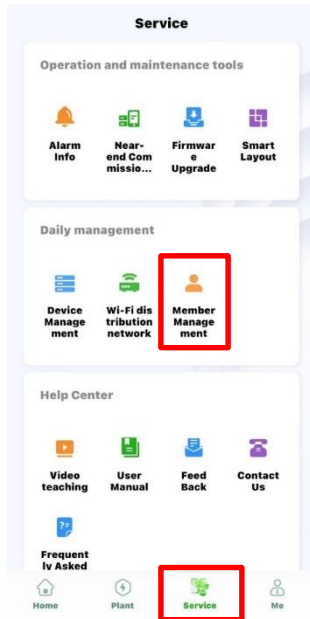 Service
Operation and maintenance tools
Alarm
Info
Near-
end Com
missio...
Firmwar
e
Upgrade
Smart
Layout
Daily management
Device
Manage
ment
Wi-Fi dis
tribution
network
Member
Manage
ment
Help Center
Video
teaching
User
Manual
Feed
Back
Contact
Us
Frequent
ly Asked
Home
Plant
Service
Me